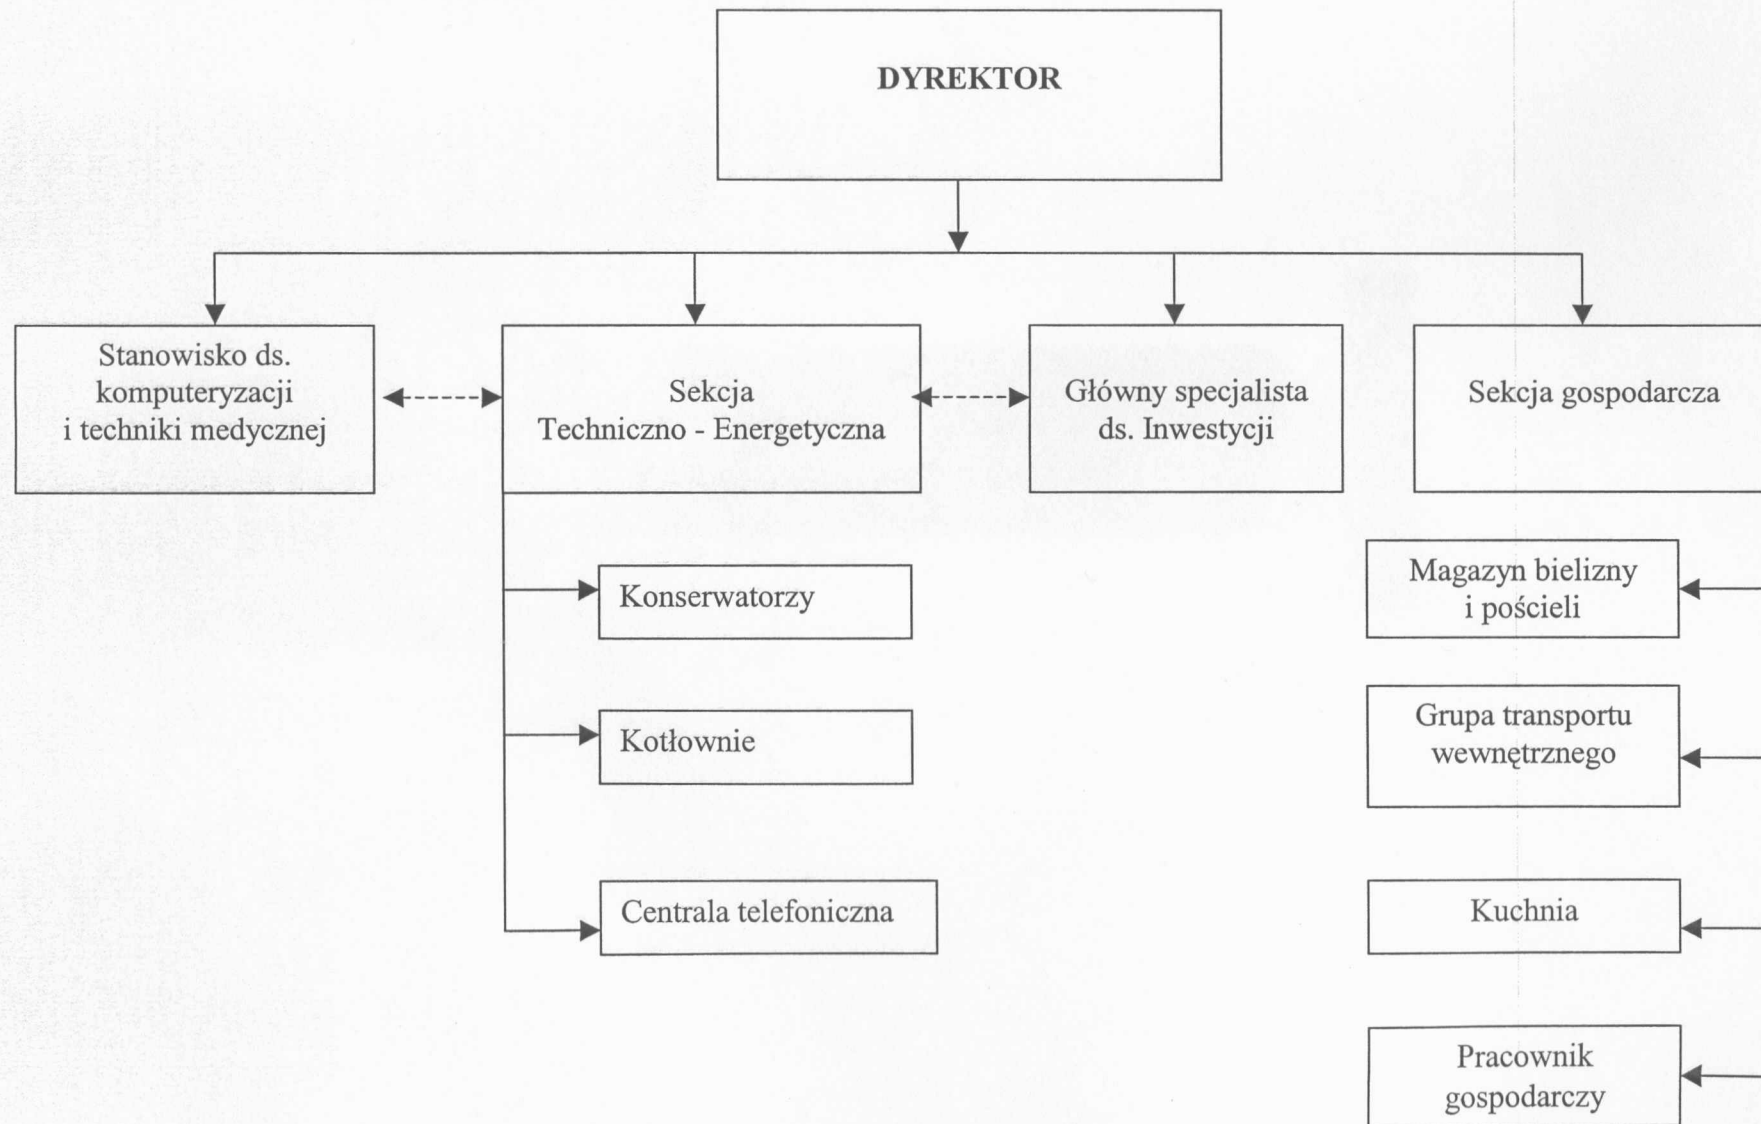 DYREKTOR
Stanowisko ds.
komputeryzacji
i techniki medycznej
Sekcja
Techniczno - Energetyczna
Główny specjalista
ds. Inwestycji
Sekcja gospodarcza
Konserwatorzy
Kotłownie
Centrala telefoniczna
Magazyn bielizny
i pościeli
Grupa transportu
wewnętrznego
Kuchnia
Pracownik
gospodarczy